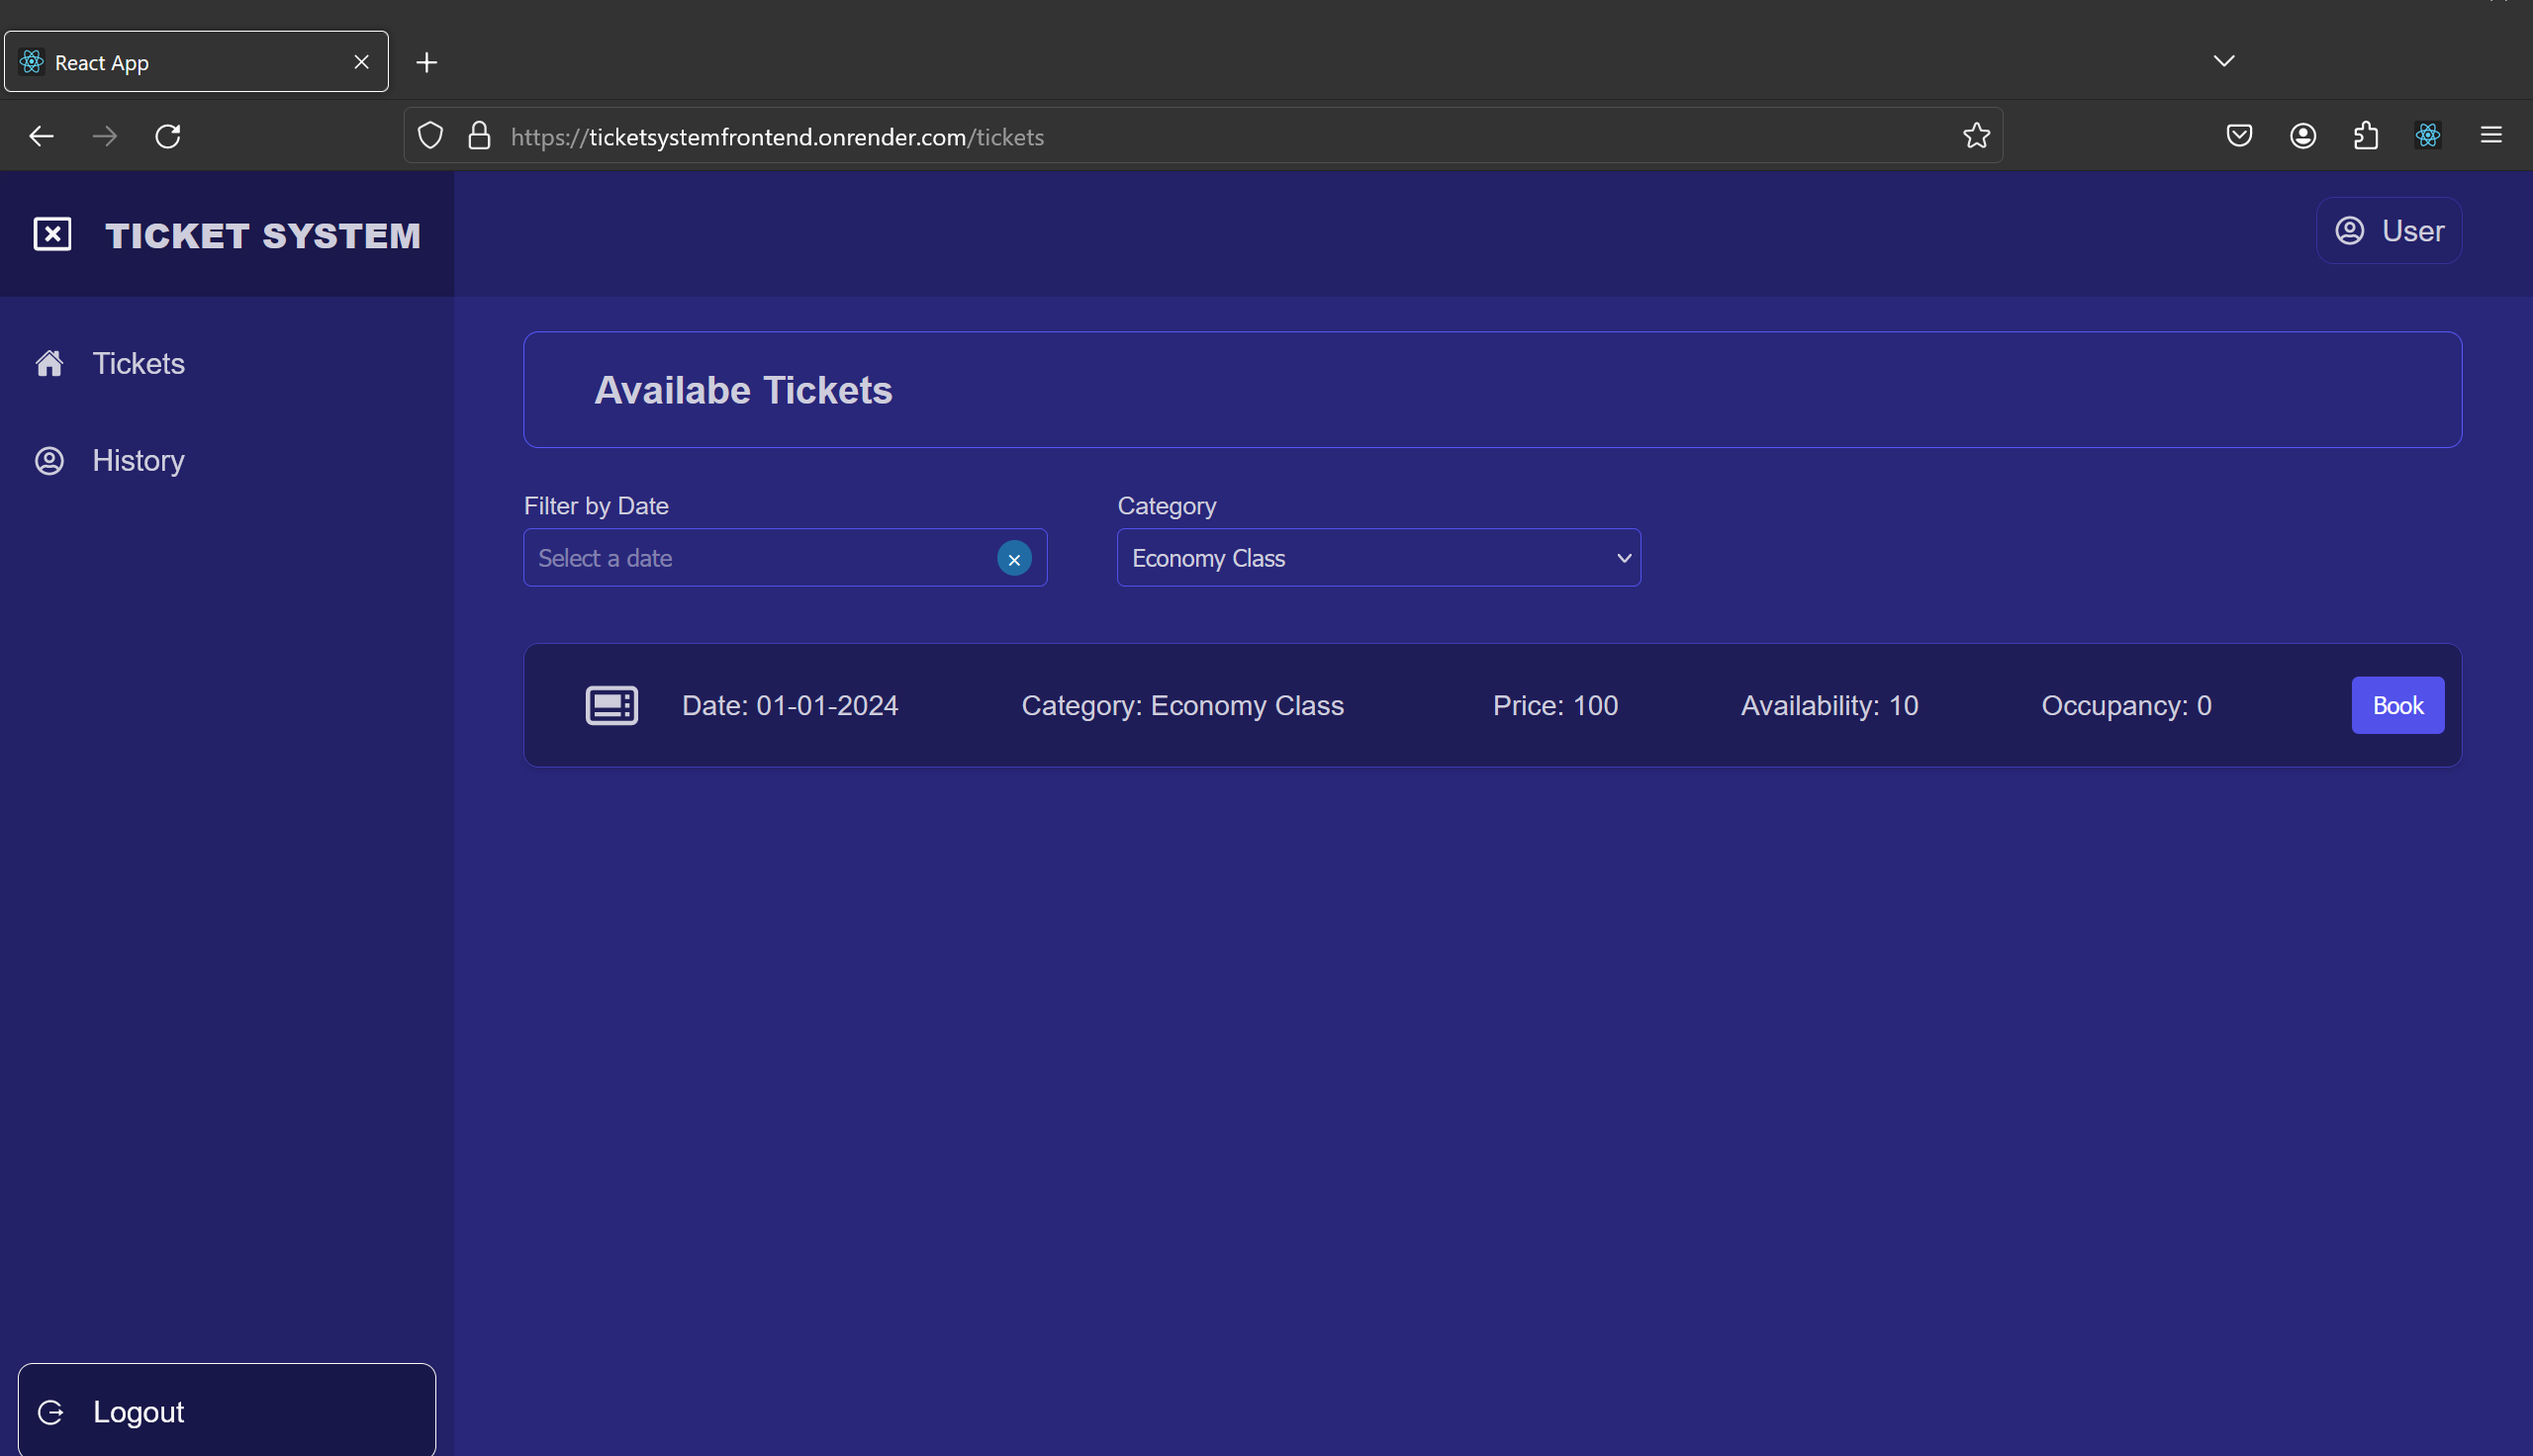 React App
https://ticketsystemfrontend.onrender.com/tickets
TICKET SYSTEM
User
Tickets
History
Availabe Tickets
Filter by Date
Category
Select a date
Economy Class
Date: 01-01-2024 Category: Economy Class Price: 100 Availability: 10 Occupancy: 0 Book
Logout